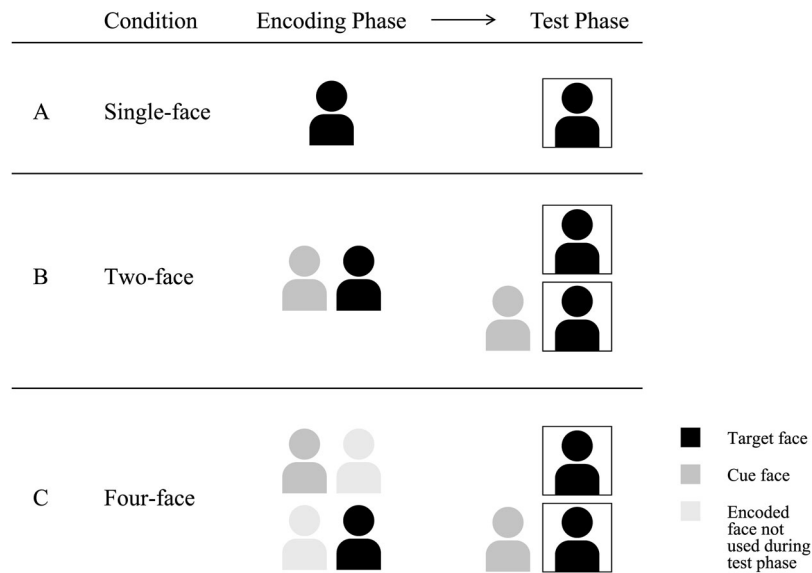 Condition Encoding Phase → Test Phase
A Single-face
B Two-face
C Four-face
Target face
Cue face
Encoded
face not
used during
test phase